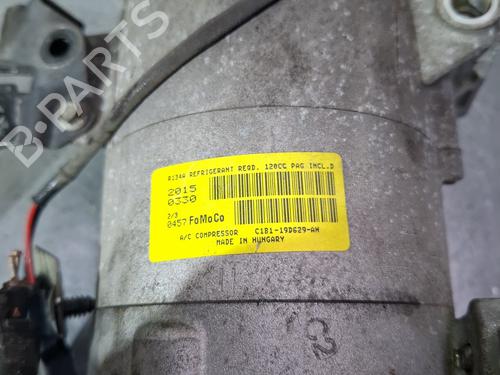 B-PARTS
R134A REFRIGERANT REQD. 120CC PAG INCL.D
2015
0330
2/3
0457 FoMoCo
A/C COMPRESSOR C1B1-19D629-AH
MADE IN HUNGARY
3